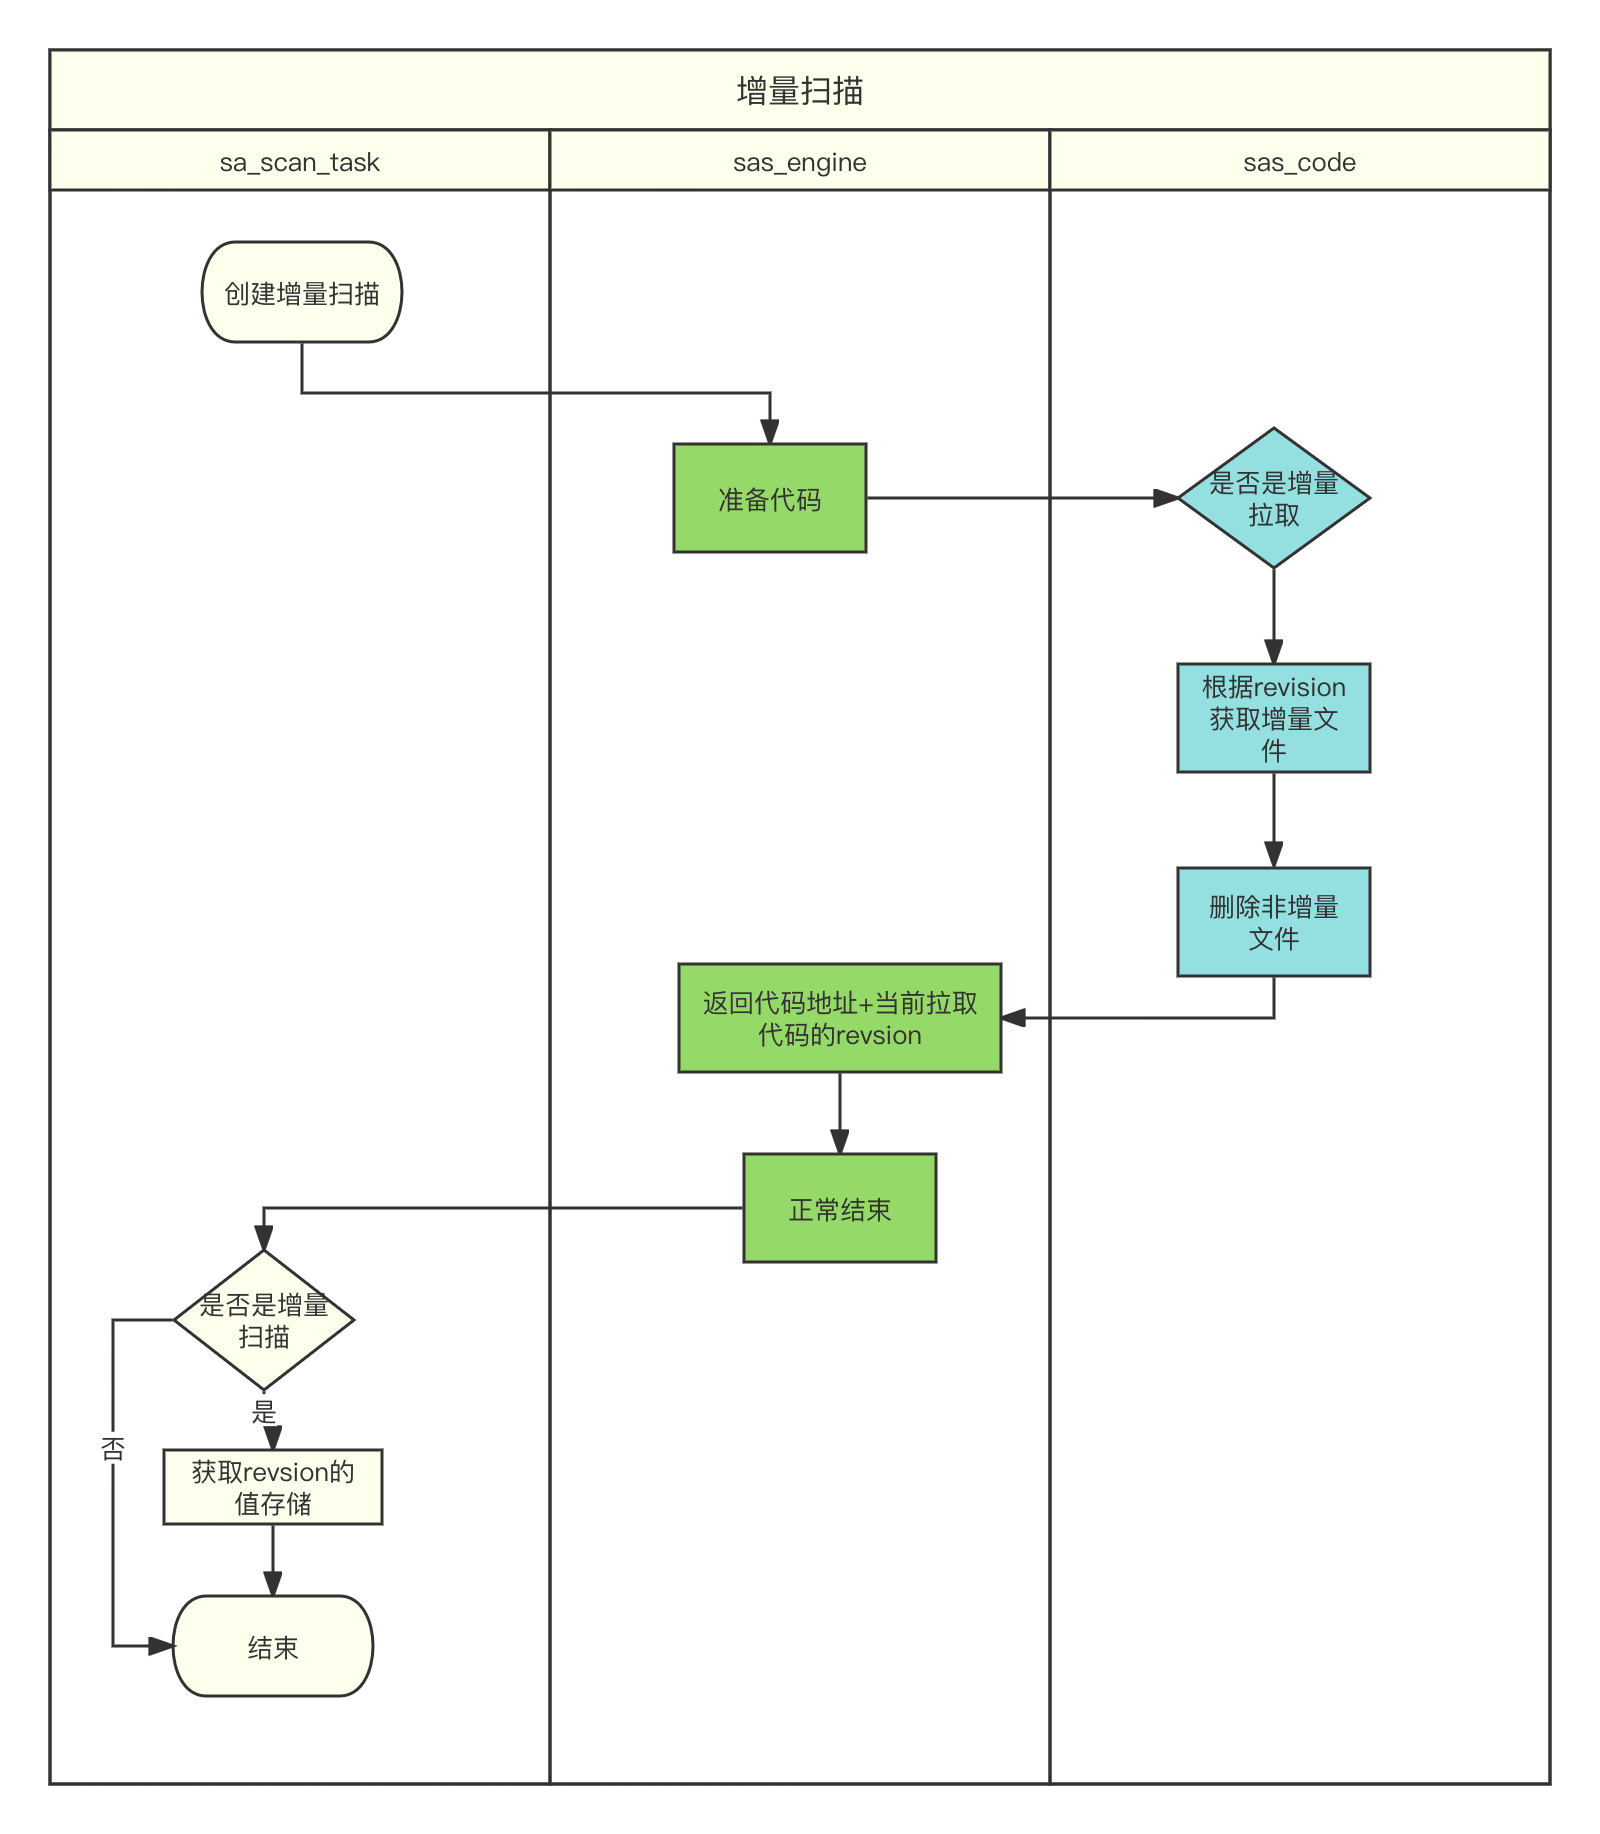 增量扫描
sa_scan_task
sas_engine
sas_code
创建增量扫描
准备代码
是否是增量
拉取
根据revision
获取增量文
件
删除非增量
文件
返回代码地址+当前拉取
代码的revsion
正常结束
是否是增量
扫描
是
否
获取revsion的
值存储
结束